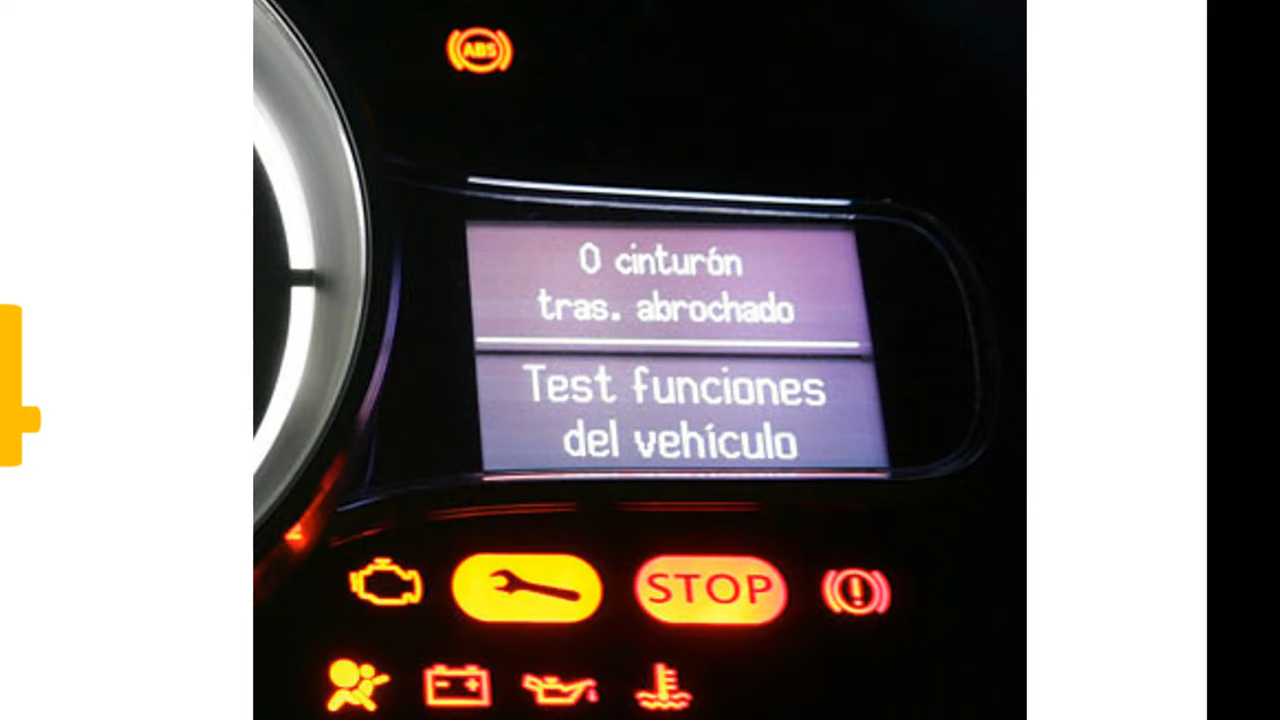 ABS
0 cinturón
tras. abrochado
Test funciones
del vehículo
STOP